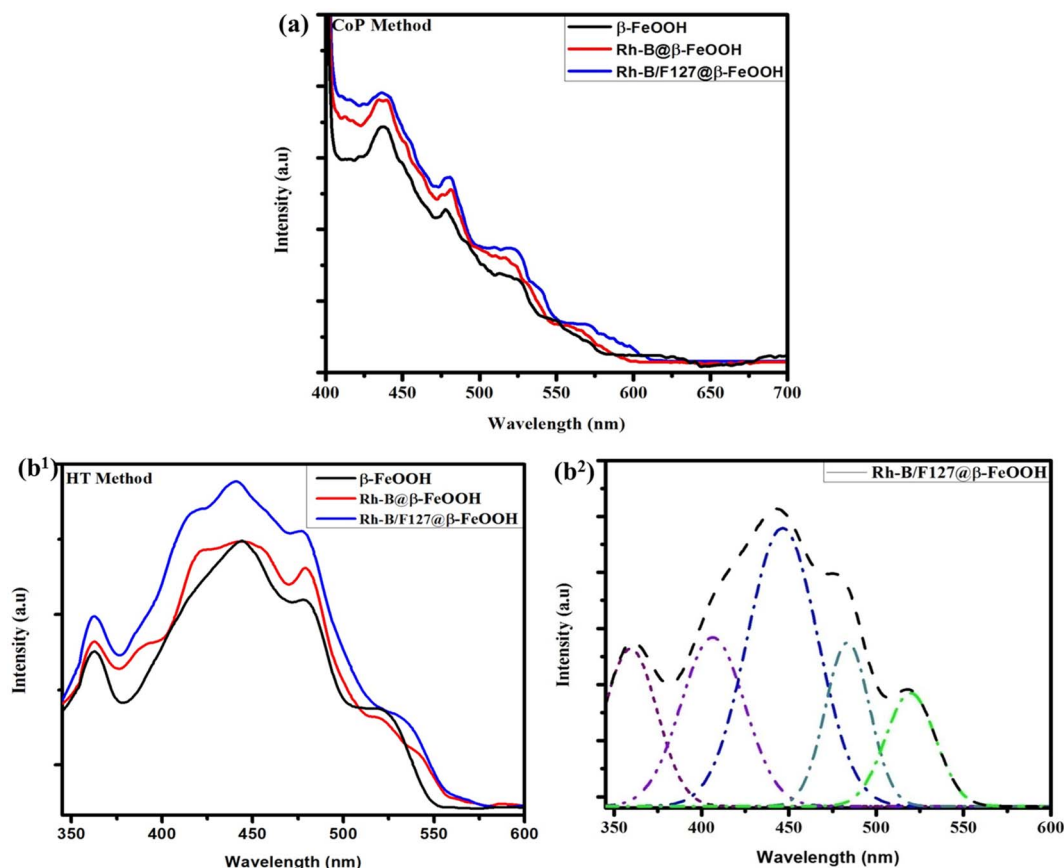 (a)
CoP Method
β-FeOOH
Rh-B@β-FeOOH
Rh-B/F127@β-FeOOH
Intensity (a.u)
400 450 500 550 600 650 700
Wavelength (nm)
(b1)
HT Method
β-FeOOH
Rh-B@β-FeOOH
Rh-B/F127@β-FeOOH
Intensity (a.u)
350 400 450 500 550 600
Wavelength (nm)
(b2)
Rh-B/F127@β-FeOOH
Intensity (a.u)
350 400 450 500 550 600
Wavelength (nm)